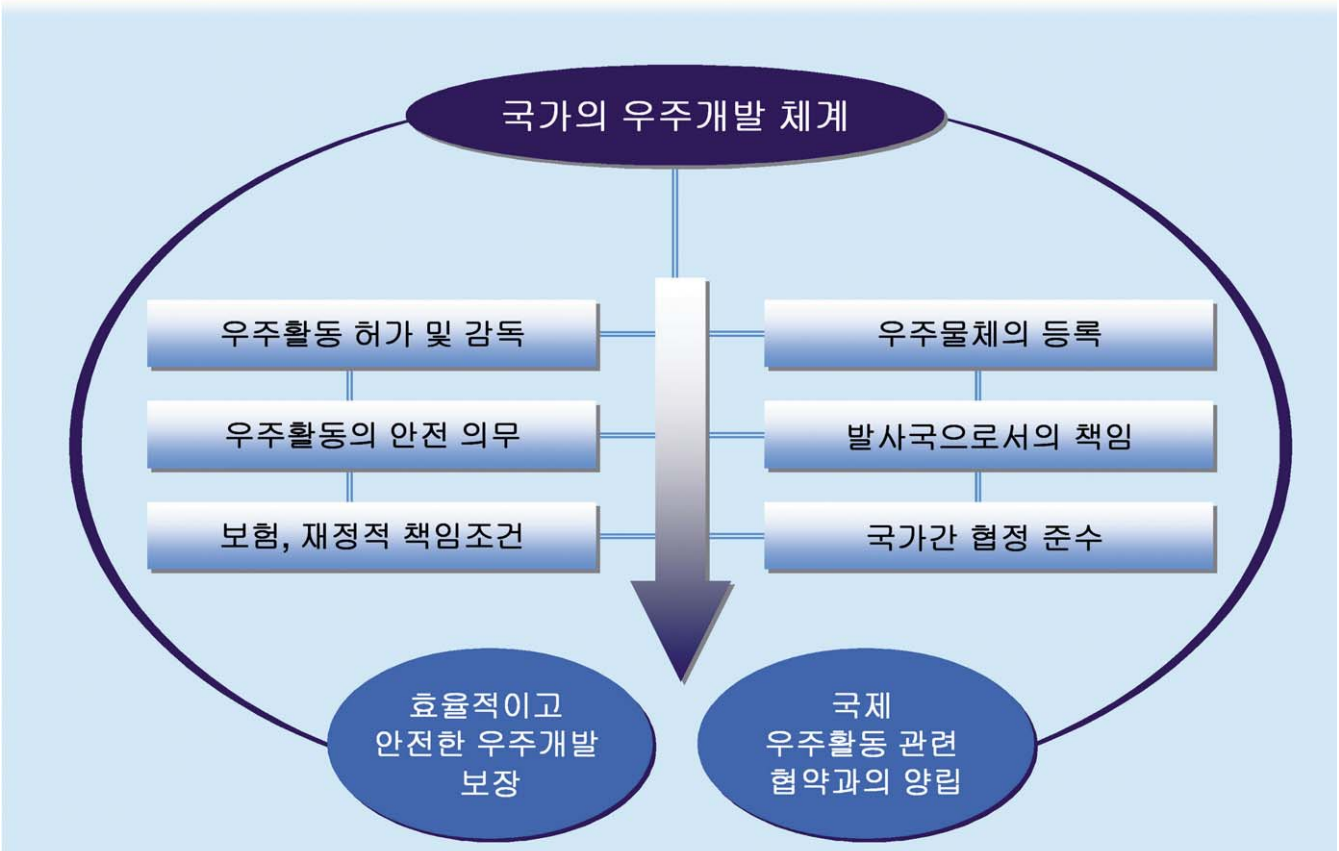 국가의 우주개발 체계
우주활동 허가 및 감독
우주물체의 등록
우주활동의 안전 의무
발사국으로서의 책임
보험, 재정적 책임조건
국가간 협정 준수
효율적이고
안전한 우주개발
보장
국제
우주활동 관련
협약과의 양립